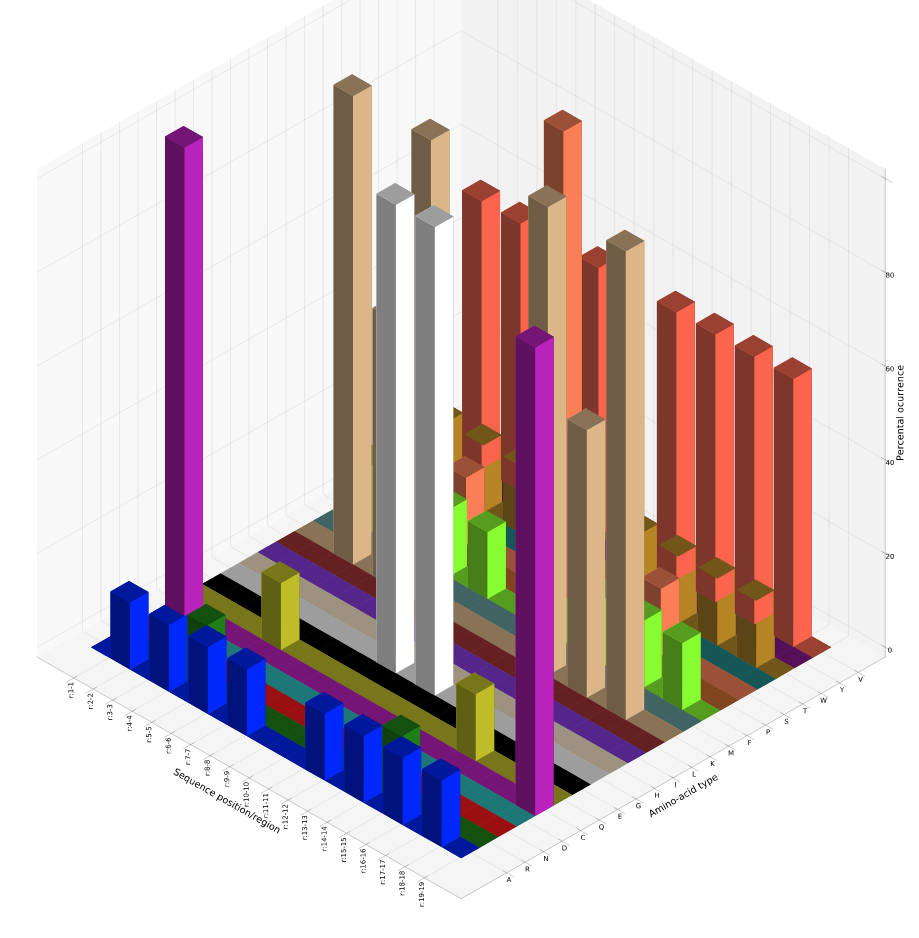 80
60
40
20
0
Percental ocurrence
r:1-1
r:2-2
r:3-3
r:4-4
r:5-5
r:6-6
r:7-7
r:8-8
r:9-9
r:10-10
r:11-11
r:12-12
r:13-13
r:14-14
r:15-15
r:16-16
r:17-17
r:18-18
r:19-19
Sequence position/region
A
R
N
D
C
Q
E
G
H
I
L
K
M
F
P
S
T
W
Y
V
Amino-acid type